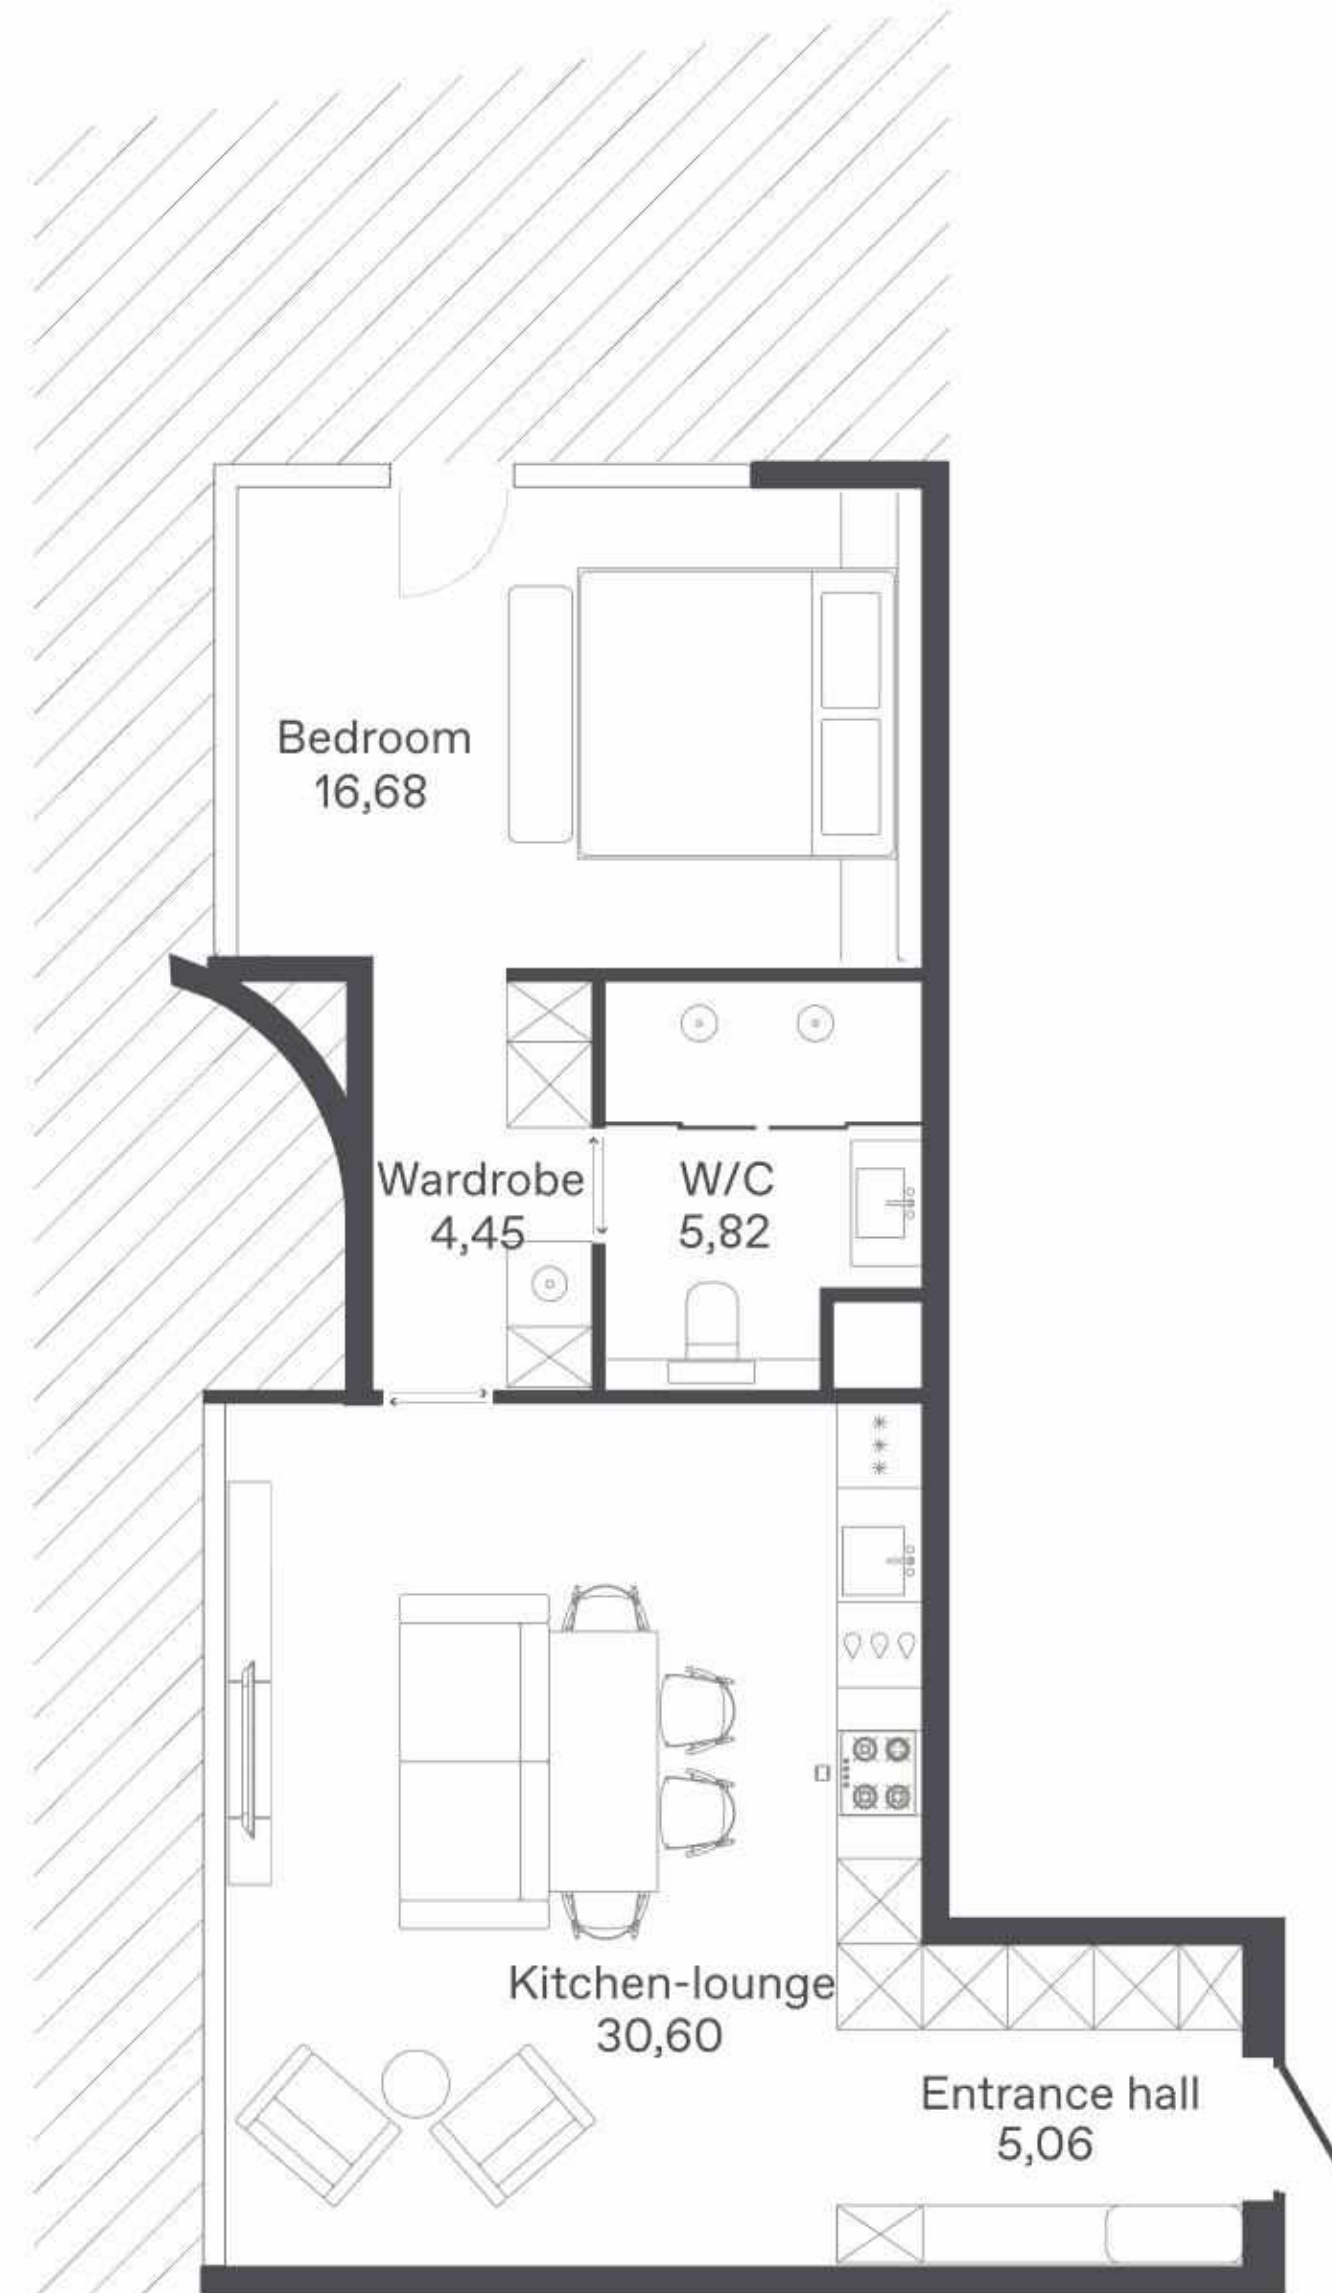 Bedroom
16,68
Wardrobe
4,45
W/C
5,82
Kitchen-lounge
30,60
Entrance hall
5,06